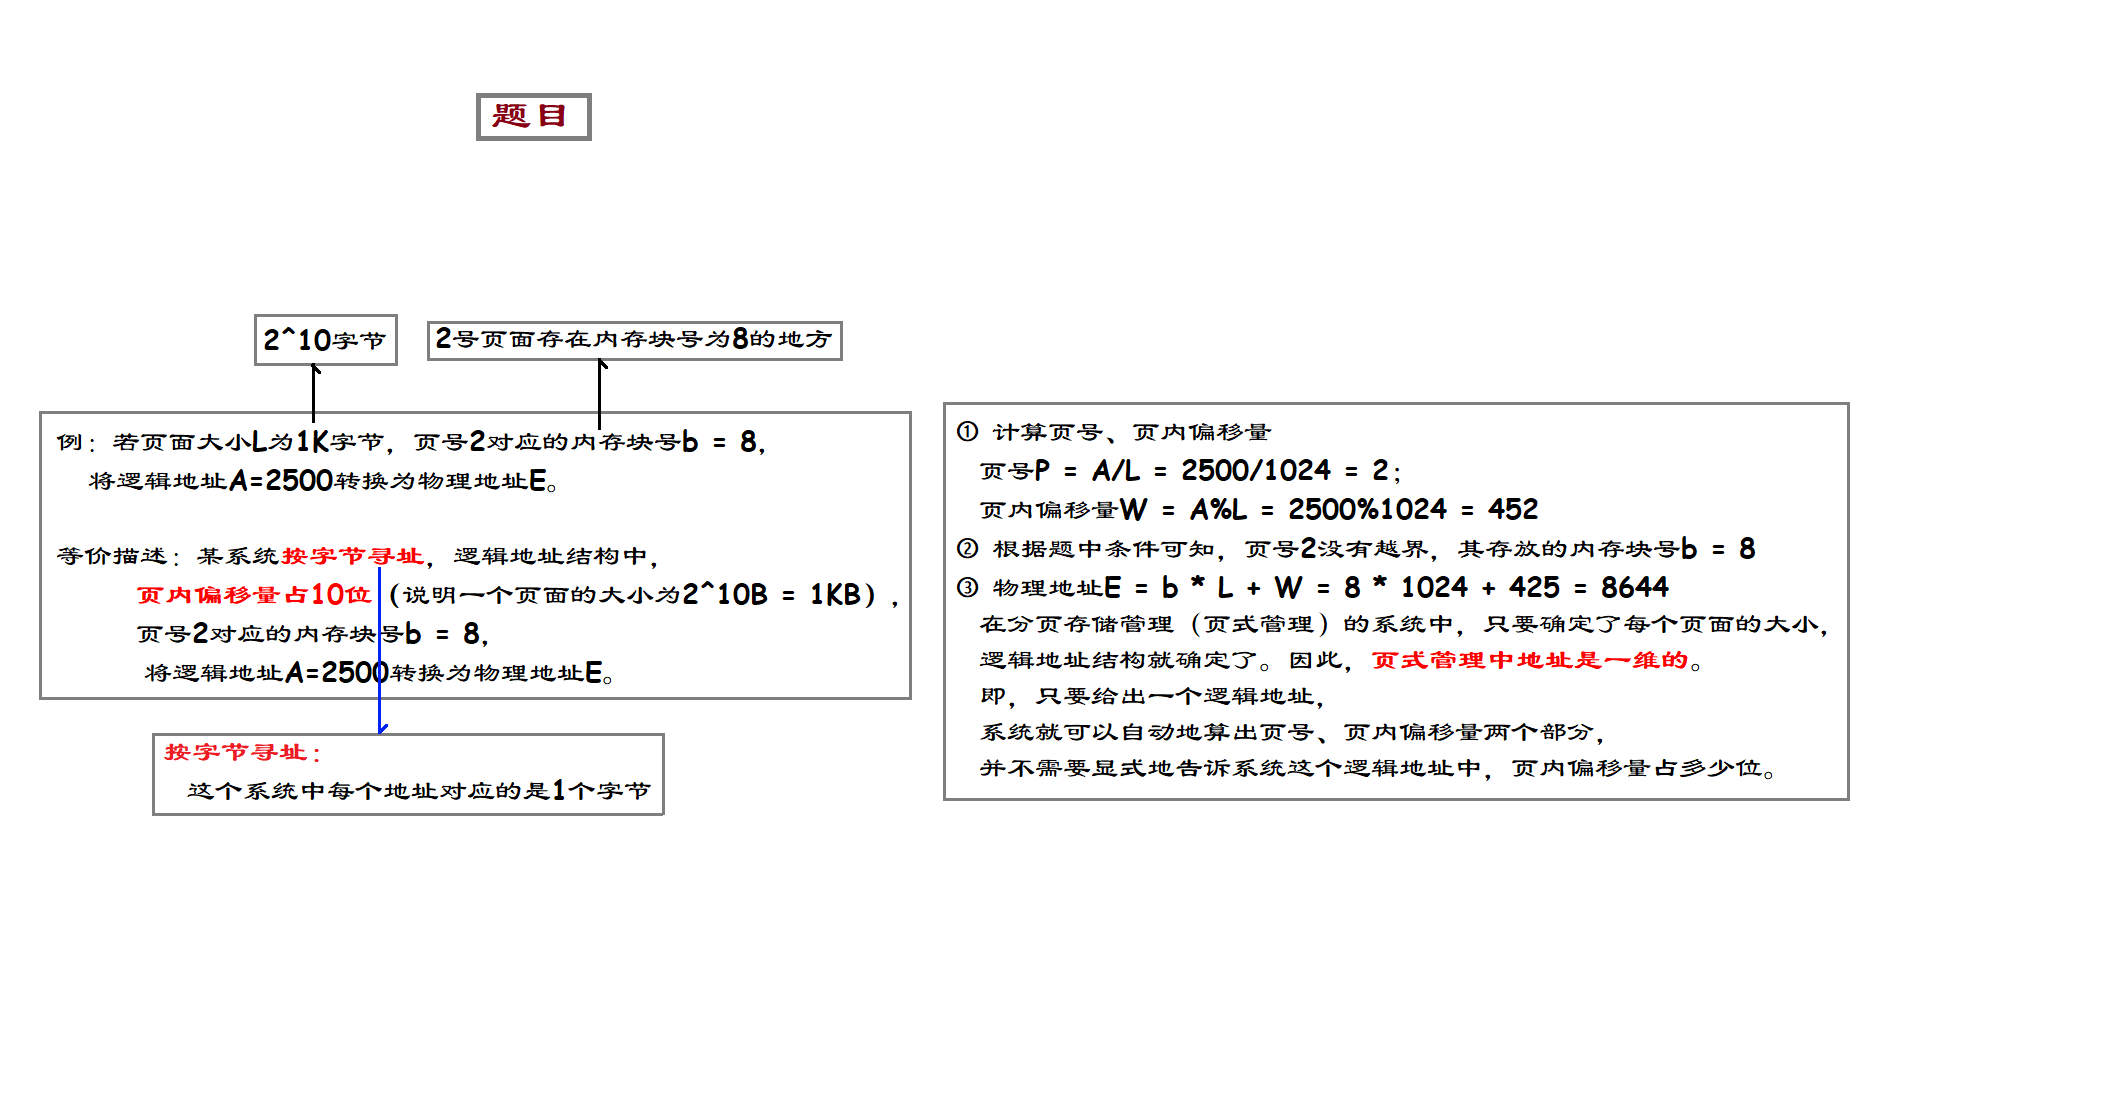 题目
2^10字节
2号页面存在内存块号为8的地方
例：若页面大小L为1K字节，页号2对应的内存块号b = 8，
将逻辑地址A=2500转换为物理地址E。
等价描述：某系统按字节寻址，逻辑地址结构中，
页内偏移量占10位（说明一个页面的大小为2^10B = 1KB），
页号2对应的内存块号b = 8，
将逻辑地址A=2500转换为物理地址E。
按字节寻址：
这个系统中每个地址对应的是1个字节
① 计算页号、页内偏移量
页号P = A/L = 2500/1024 = 2；
页内偏移量W = A%L = 2500%1024 = 452
② 根据题中条件可知，页号2没有越界，其存放的内存块号b = 8
③ 物理地址E = b * L + W = 8 * 1024 + 425 = 8644
在分页存储管理（页式管理）的系统中，只要确定了每个页面的大小，
逻辑地址结构就确定了。因此，页式管理中地址是一维的。
即，只要给出一个逻辑地址，
系统就可以自动地算出页号、页内偏移量两个部分，
并不需要显式地告诉系统这个逻辑地址中，页内偏移量占多少位。